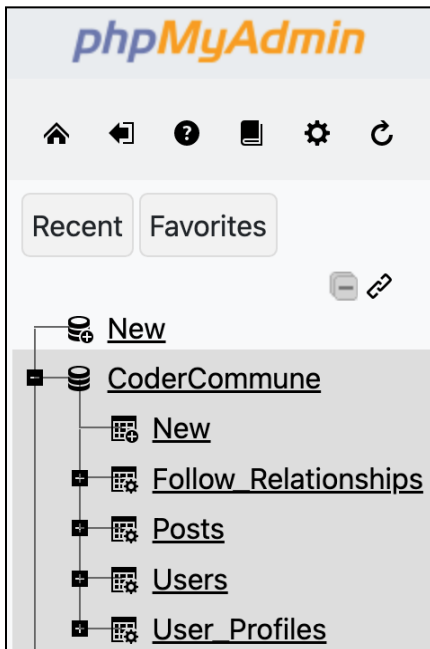 phpMyAdmin
Recent Favorites
New
CoderCommune
New
Follow_Relationships
Posts
Users
User_Profiles